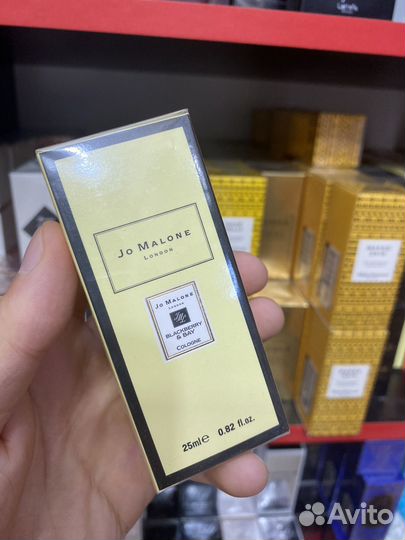 JO MALONE
LONDON
JO MALONE
LONDON
BLACKBERRY
& BAY
COLOGNE
25ml e 0.82 fl.oz.
Avito